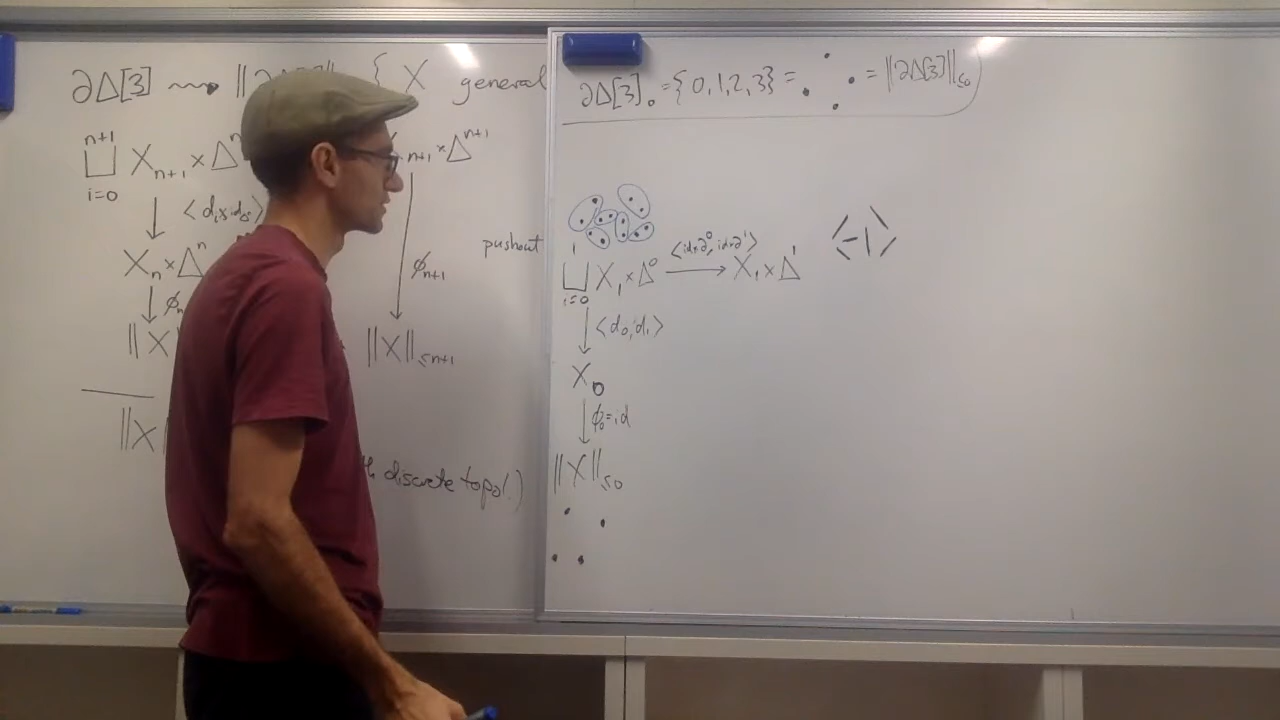 ∂Δ[3] ⇝ ||∂Δ[3]|| { X general
n+1
⊔ X_{n+1} × Δ^n
i=0
n+1 × Δ^{n+1}
< d_i × id_Δ >
X_n × Δ^n
φ_n
φ_{n+1}
pushout
||X||
||X||_{≤n+1}
||X|
discrete topol.)
∂Δ[3]_0 = {0,1,2,3} = = ||∂Δ[3]||_{≤0}
1
⊔ X_1 × Δ^0
i=0
<id×∂^0, id×∂^1>
X_1 × Δ^1
<d_0, d_1>
X_0
φ_0 = id
||X||_{≤0}